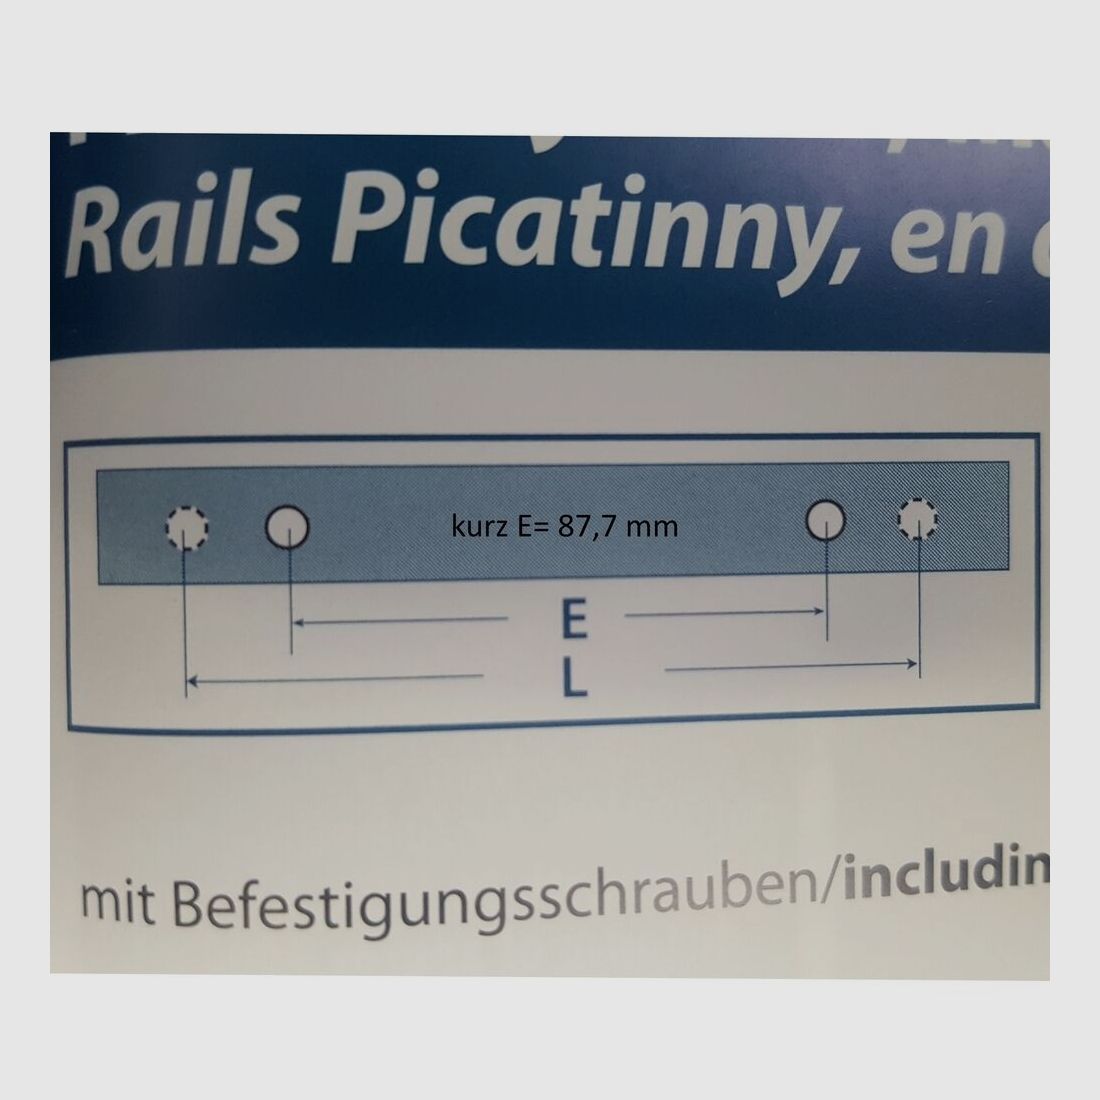 Rails Picatinny, en
kurz E= 87,7 mm
E
L
mit Befestigungsschrauben/includin